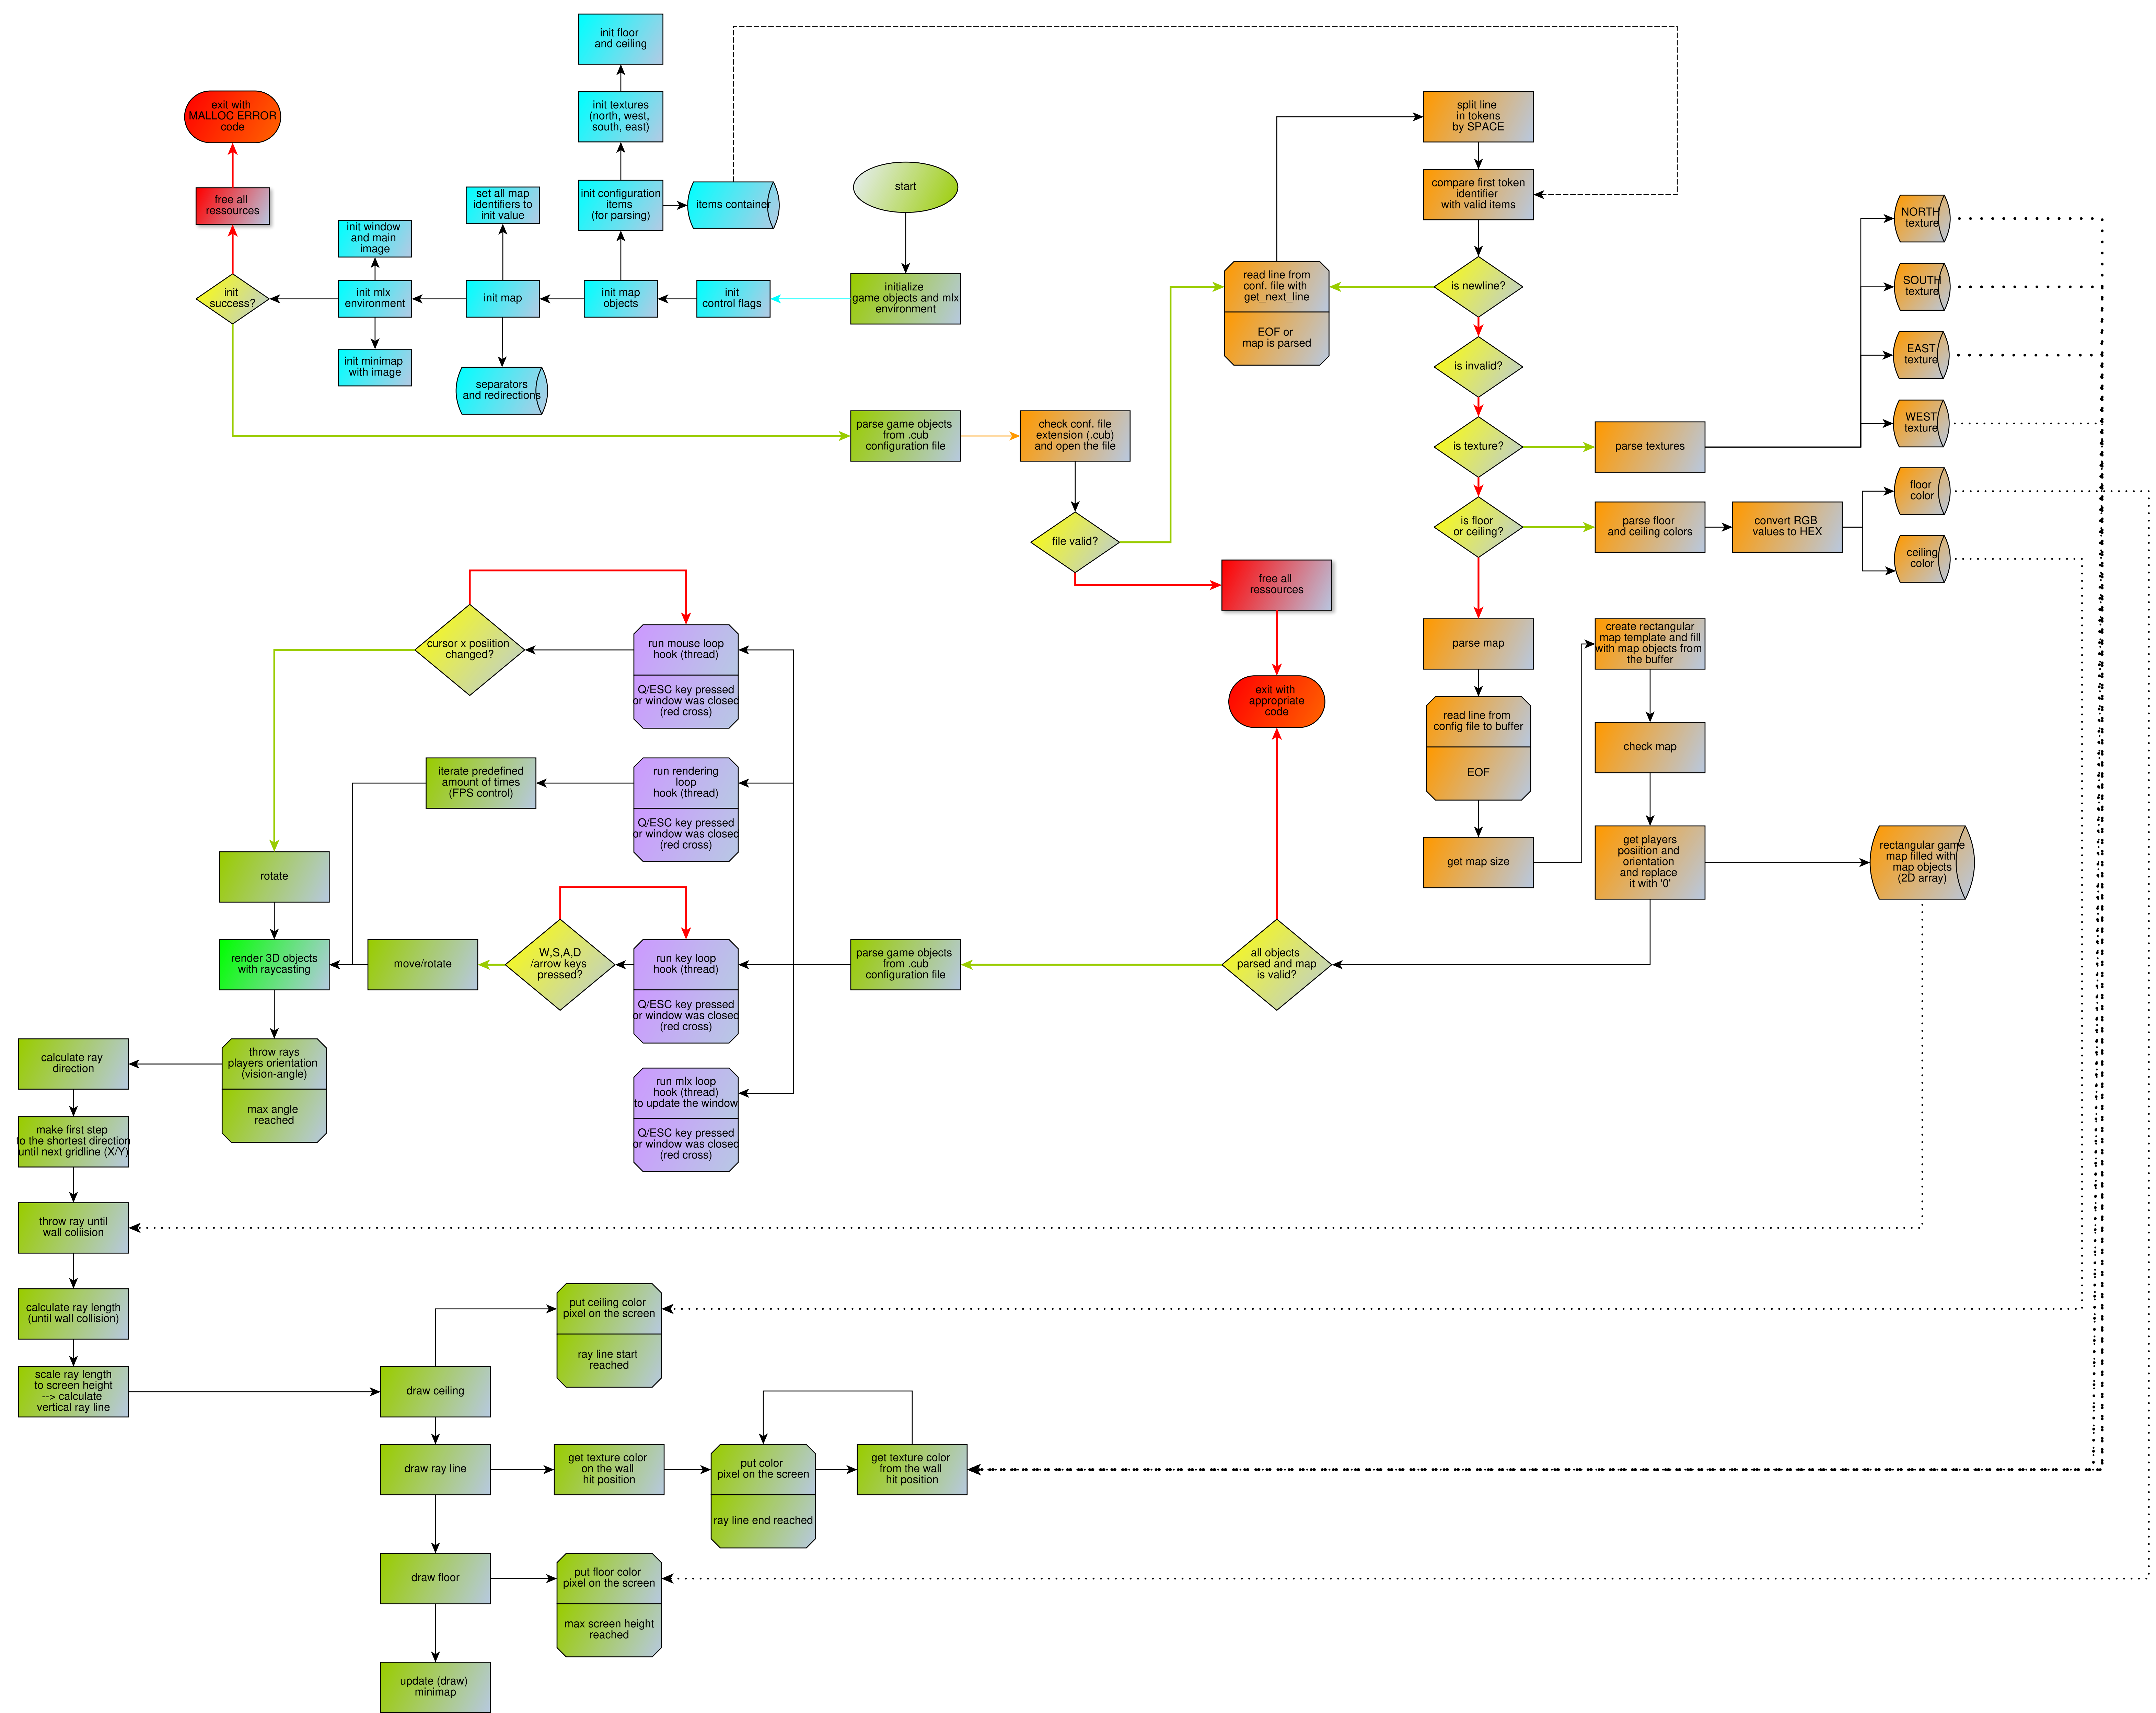 init floor
and ceiling
exit with
MALLOC ERROR
code
init textures
(north, west,
south, east)
split line
in tokens
by SPACE
free all
ressources
set all map
identifiers to
init value
init configuration
items
(for parsing)
items container
start
compare first token
identifier
with valid items
NORTH
texture
init window
and main
image
init
success?
init mlx
environment
init map
init map
objects
init
control flags
initialize
game objects and mlx
environment
read line from
conf. file with
get_next_line
EOF or
map is parsed
is newline?
SOUTH
texture
init minimap
with image
separators
and redirections
is invalid?
EAST
texture
parse game objects
from .cub
configuration file
check conf. file
extension (.cub)
and open the file
is texture?
parse textures
WEST
texture
file valid?
is floor
or ceiling?
parse floor
and ceiling colors
convert RGB
values to HEX
floor
color
ceiling
color
free all
ressources
cursor x posiition
changed?
run mouse loop
hook (thread)
Q/ESC key pressed
or window was closed
(red cross)
exit with
appropriate
code
parse map
create rectangular
map template and fill
with map objects from
the buffer
read line from
config file to buffer
EOF
check map
iterate predefined
amount of times
(FPS control)
run rendering
loop
hook (thread)
Q/ESC key pressed
or window was closed
(red cross)
get map size
get players
posiition and
orientation
and replace
it with '0'
rectangular game
map filled with
map objects
(2D array)
rotate
render 3D objects
with raycasting
move/rotate
W,S,A,D
/arrow keys
pressed?
run key loop
hook (thread)
Q/ESC key pressed
or window was closed
(red cross)
parse game objects
from .cub
configuration file
all objects
parsed and map
is valid?
calculate ray
direction
throw rays
players orientation
(vision-angle)
max angle
reached
run mlx loop
hook (thread)
to update the window
Q/ESC key pressed
or window was closed
(red cross)
make first step
to the shortest direction
until next gridline (X/Y)
throw ray until
wall coliision
calculate ray length
(until wall collision)
put ceiling color
pixel on the screen
ray line start
reached
scale ray length
to screen height
--> calculate
vertical ray line
draw ceiling
draw ray line
get texture color
on the wall
hit position
put color
pixel on the screen
ray line end reached
get texture color
from the wall
hit position
draw floor
put floor color
pixel on the screen
max screen height
reached
update (draw)
minimap